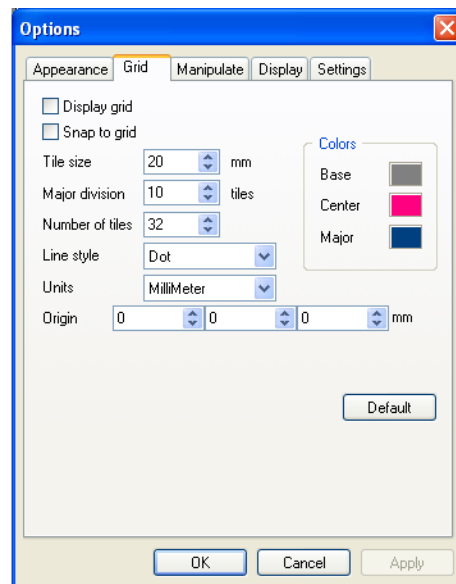 Options
Appearance Grid Manipulate Display Settings
Display grid
Snap to grid
Tile size 20 mm
Major division 10 tiles
Number of tiles 32
Line style Dot
Units MilliMeter
Origin 0 0 0 mm
Colors
Base
Center
Major
Default
OK Cancel Apply